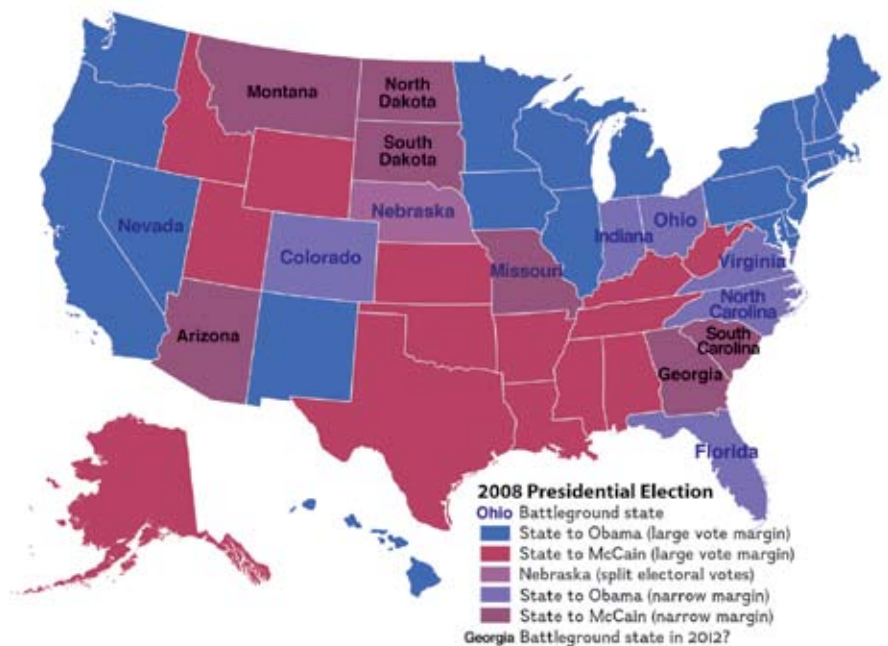 Montana
North
Dakota
South
Dakota
Nebraska
Nevada
Colorado
Missouri
Indiana
Ohio
Virginia
North
Carolina
South
Carolina
Arizona
Georgia
Florida
2008 Presidential Election
Ohio Battleground state
State to Obama (large vote margin)
State to McCain (large vote margin)
Nebraska (split electoral votes)
State to Obama (narrow margin)
State to McCain (narrow margin)
Georgia Battleground state in 2012?